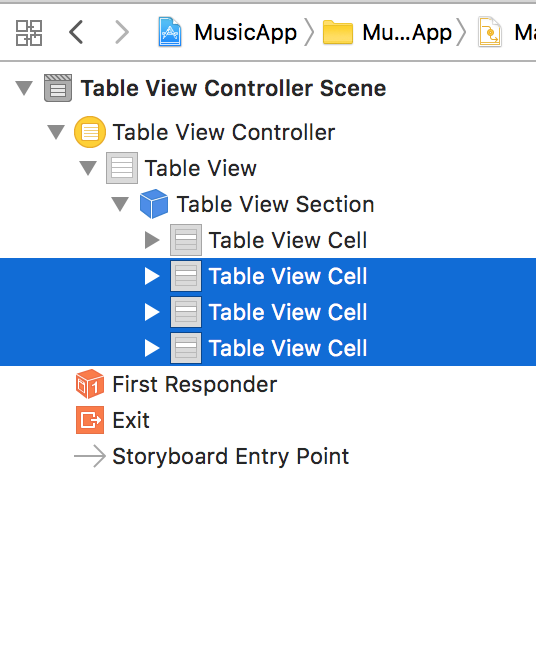 MusicApp Mu...App Ma
Table View Controller Scene
Table View Controller
Table View
Table View Section
Table View Cell
Table View Cell
Table View Cell
Table View Cell
1 First Responder
Exit
Storyboard Entry Point